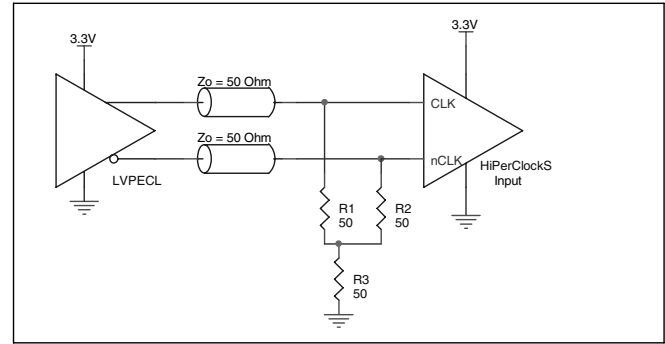 3.3V
3.3V
Zo = 50 Ohm
CLK
Zo = 50 Ohm
nCLK
LVPECL
HiPerClockS
Input
R1
50
R2
50
R3
50